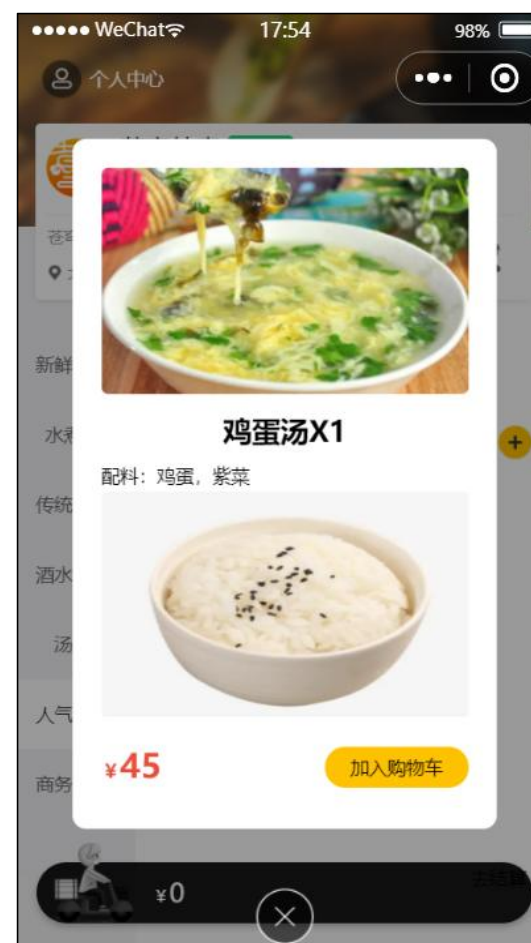 WeChat
17:54
98%
个人中心
苍穹
新鲜
水煮
传统
酒水
汤
人气
商务
鸡蛋汤X1
配料：鸡蛋，紫菜
¥45
加入购物车
¥0